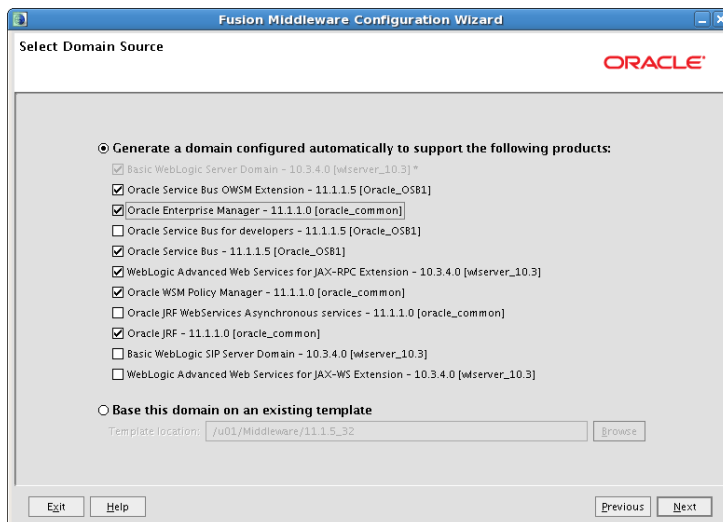 Fusion Middleware Configuration Wizard
Select Domain Source
ORACLE
Generate a domain configured automatically to support the following products:
Basic WebLogic Server Domain - 10.3.4.0 [wlserver_10.3] *
Oracle Service Bus OWSM Extension - 11.1.1.5 [Oracle_OSB1]
Oracle Enterprise Manager - 11.1.1.0 [oracle_common]
Oracle Service Bus for developers - 11.1.1.5 [Oracle_OSB1]
Oracle Service Bus - 11.1.1.5 [Oracle_OSB1]
WebLogic Advanced Web Services for JAX-RPC Extension - 10.3.4.0 [wlserver_10.3]
Oracle WSM Policy Manager - 11.1.1.0 [oracle_common]
Oracle JRF WebServices Asynchronous services - 11.1.1.0 [oracle_common]
Oracle JRF - 11.1.1.0 [oracle_common]
Basic WebLogic SIP Server Domain - 10.3.4.0 [wlserver_10.3]
WebLogic Advanced Web Services for JAX-WS Extension - 10.3.4.0 [wlserver_10.3]
Base this domain on an existing template
Template location: /u01/Middleware/11.1.5_32 Browse
Exit Help Previous Next